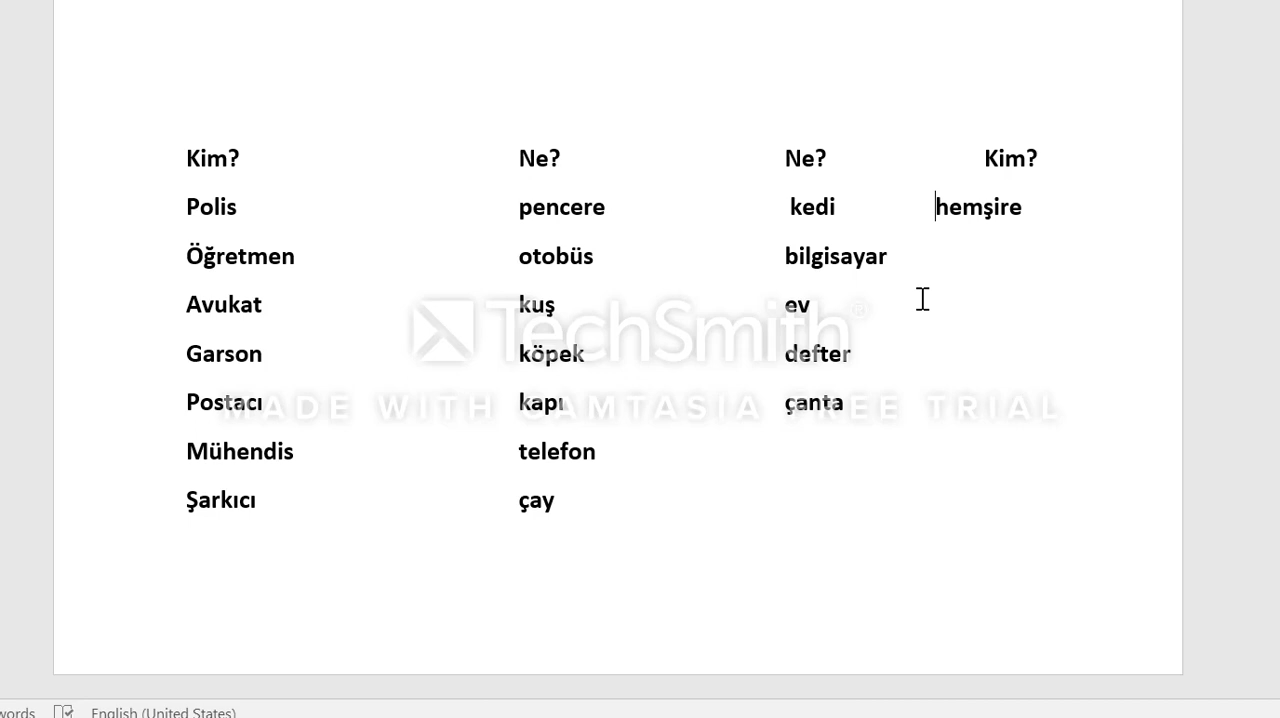 Kim? Ne? Ne? Kim?
Polis pencere kedi hemşire
Öğretmen otobüs bilgisayar
Avukat kuş ev
TechSmith®
Garson köpek defter
Postacı kapı çanta
MADE WITH CAMTASIA FREE TRIAL
Mühendis telefon
Şarkıcı çay
words English (United States)